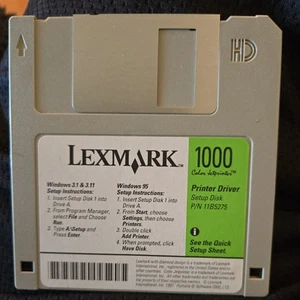 HD
LEXMARK
1000
Color Jetprinter
Windows 3.1 & 3.11
Setup Instructions:
1. Insert Setup Disk 1 into
Drive A.
2. From Program Manager,
select File and Choose
Run.
3. Type A:\Setup and
Press Enter
Windows 95
Setup Instructions:
1. Insert Setup Disk 1 into
Drive A.
2. From Start, choose
Settings, then choose
Printers.
3. Double click
Add Printer.
4. When prompted, click
Have Disk.
Printer Driver
Setup Disk
P/N 11B5275
i
See the Quick
Setup Sheet